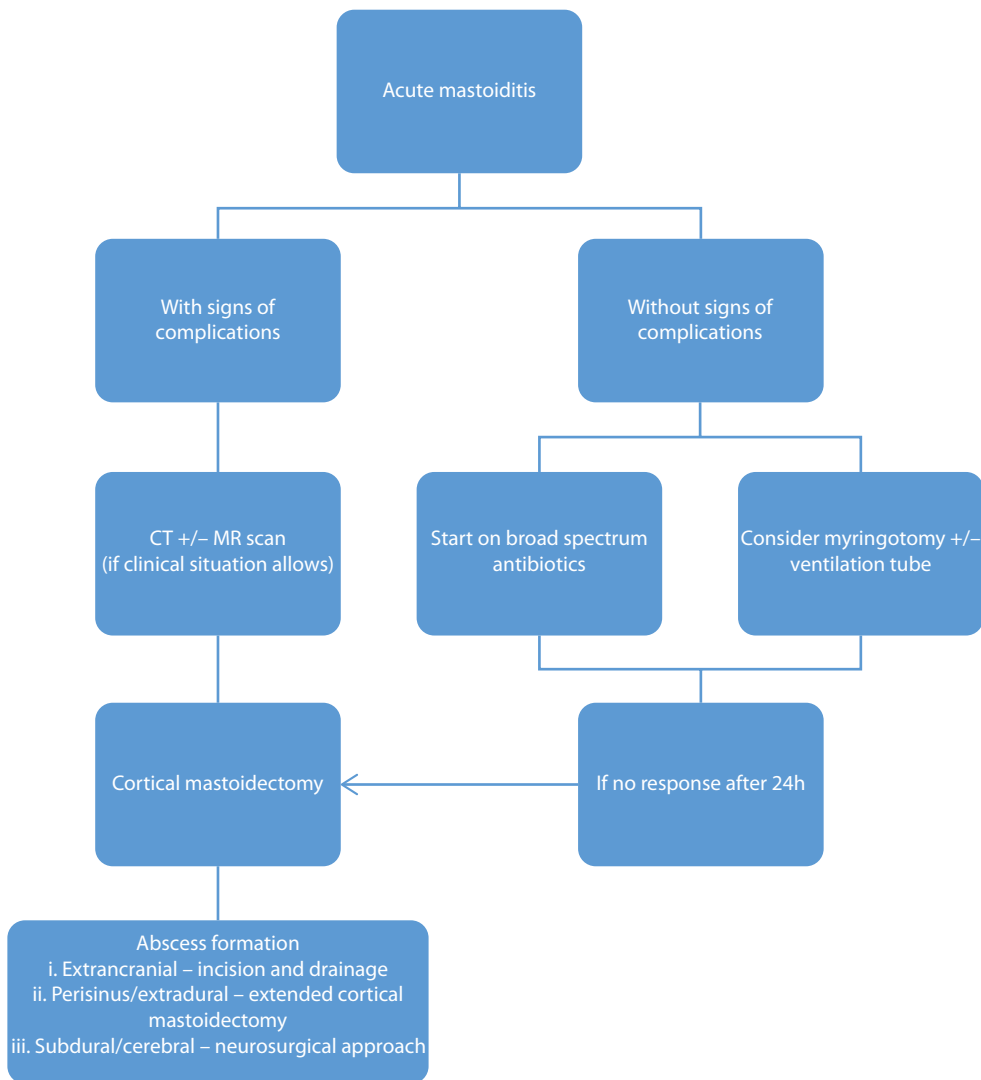 Acute mastoiditis
With signs of
complications
Without signs of
complications
CT +/– MR scan
(if clinical situation allows)
Start on broad spectrum
antibiotics
Consider myringotomy +/–
ventilation tube
Cortical mastoidectomy
If no response after 24h
Abscess formation
i. Extrancranial – incision and drainage
ii. Perisinus/extradural – extended cortical
mastoidectomy
iii. Subdural/cerebral – neurosurgical approach